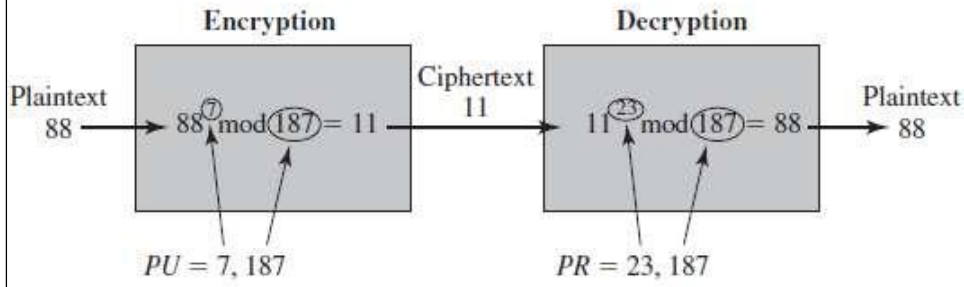 Encryption
Decryption
Plaintext
88
88^7 mod 187 = 11
Ciphertext
11
11^23 mod 187 = 88
Plaintext
88
PU = 7, 187
PR = 23, 187